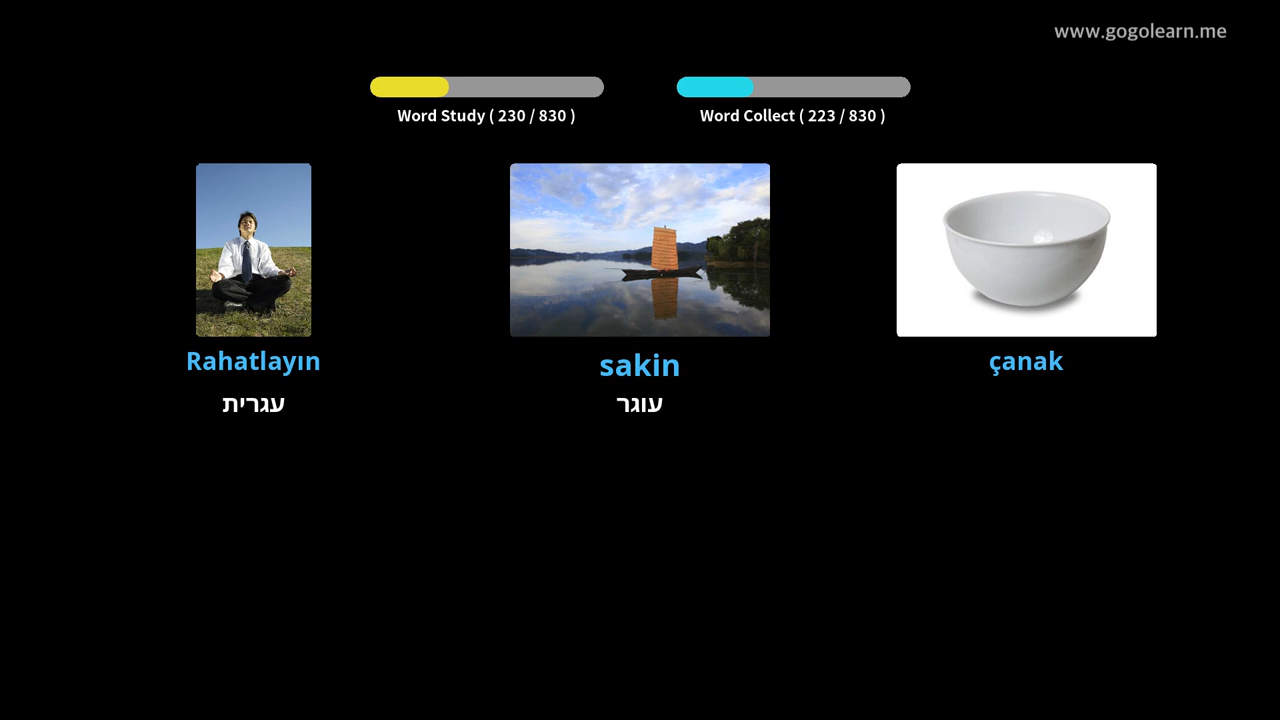 www.gogolearn.me
Word Study ( 230 / 830 )
Word Collect ( 223 / 830 )
Rahatlayın
sakin
çanak
עגרית
עוגר